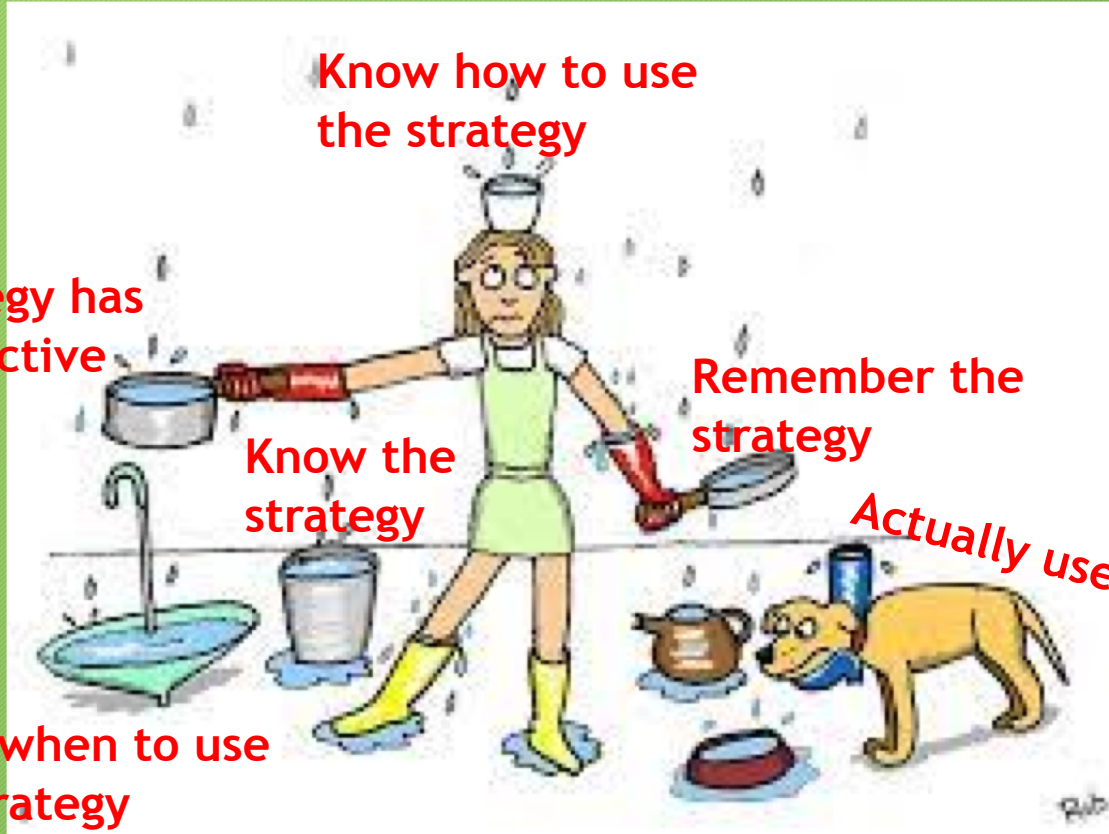 Know how to use
the strategy
egy has
ctive
Remember the
strategy
Know the
strategy
Actually use
when to use
rategy